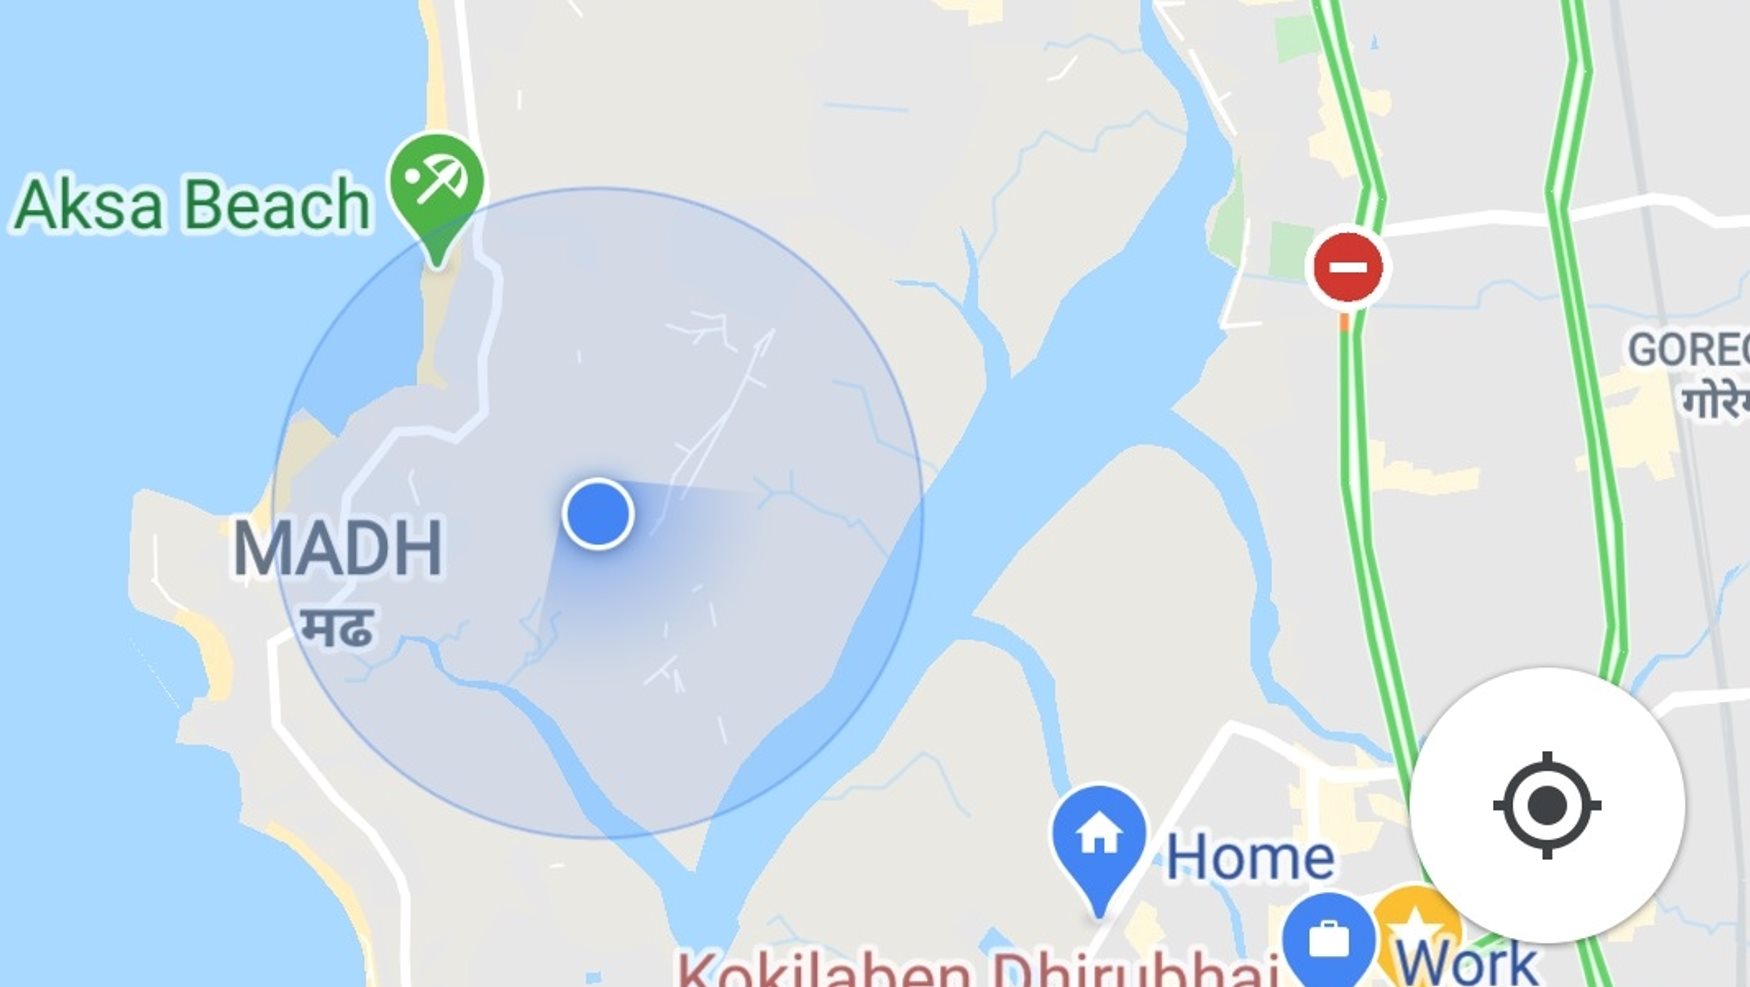 Aksa Beach
MADH
मढ
Home
Work
Kokilaben Dhirubhai